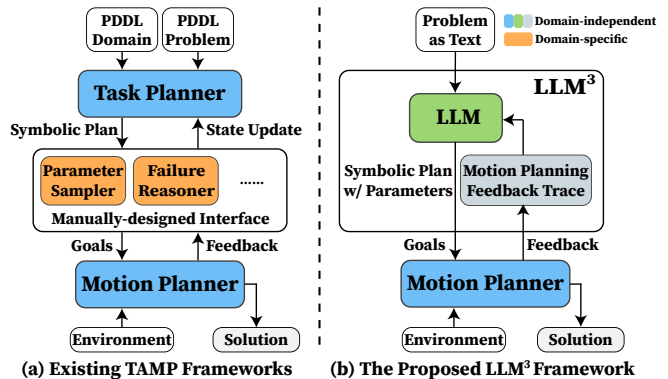 PDDL
Domain
PDDL
Problem
Task Planner
Symbolic Plan
State Update
Parameter
Sampler
Failure
Reasoner
......
Manually-designed Interface
Goals
Feedback
Motion Planner
Environment
Solution
(a) Existing TAMP Frameworks
Problem
as Text
Domain-independent
Domain-specific
LLM³
LLM
Symbolic Plan
w/ Parameters
Motion Planning
Feedback Trace
Goals
Feedback
Motion Planner
Environment
Solution
(b) The Proposed LLM³ Framework